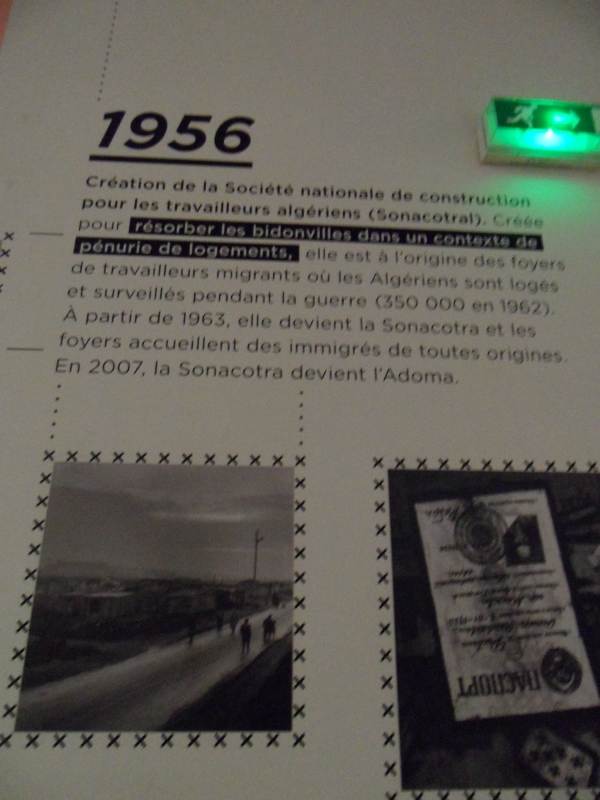 1956
Création de la Société nationale de construction
pour les travailleurs algériens (Sonacotral). Créée
pour résorber les bidonvilles dans un contexte de
pénurie de logements, elle est à l'origine des foyers
de travailleurs migrants où les Algériens sont logés
et surveillés pendant la guerre (350 000 en 1962).
À partir de 1963, elle devient la Sonacotra et les
foyers accueillent des immigrés de toutes origines.
En 2007, la Sonacotra devient l'Adoma.
ПАСПОРТ